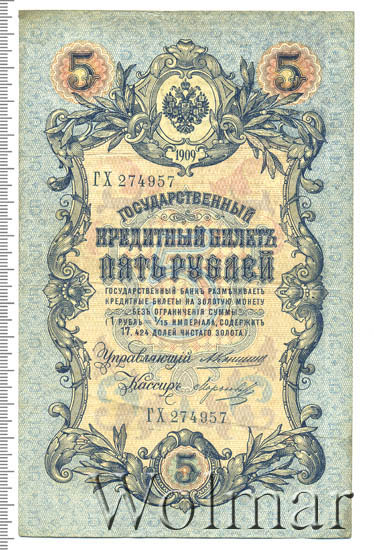 5 5
1909
ГХ 274957
ГОСУДАРСТВЕННЫЙ
КРЕДИТНЫЙ БИЛЕТЪ
ПЯТЬ РУБЛЕЙ
ГОСУДАРСТВЕННЫЙ БАНКЪ РАЗМѢНИВАЕТЪ
КРЕДИТНЫЕ БИЛЕТЫ НА ЗОЛОТУЮ МОНЕТУ
БЕЗЪ ОГРАНИЧЕНІЯ СУММЫ
(1 РУБЛЬ = 1/15 ИМПЕРІАЛА, СОДЕРЖИТЪ
17,424 ДОЛЕЙ ЧИСТАГО ЗОЛОТА).
Управляющій
Кассиръ
ГХ 274957
5
Wolmar